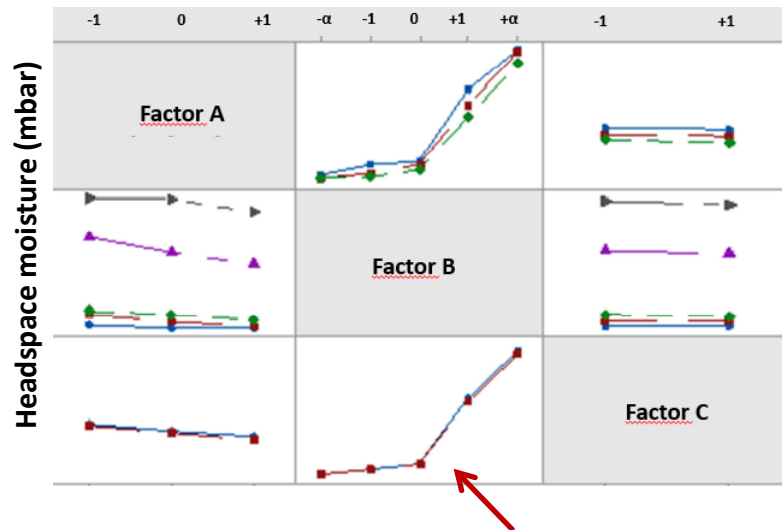 -1 0 +1 -α -1 0 +1 +α -1 +1
Factor A
Headspace moisture (mbar)
Factor B
Factor C